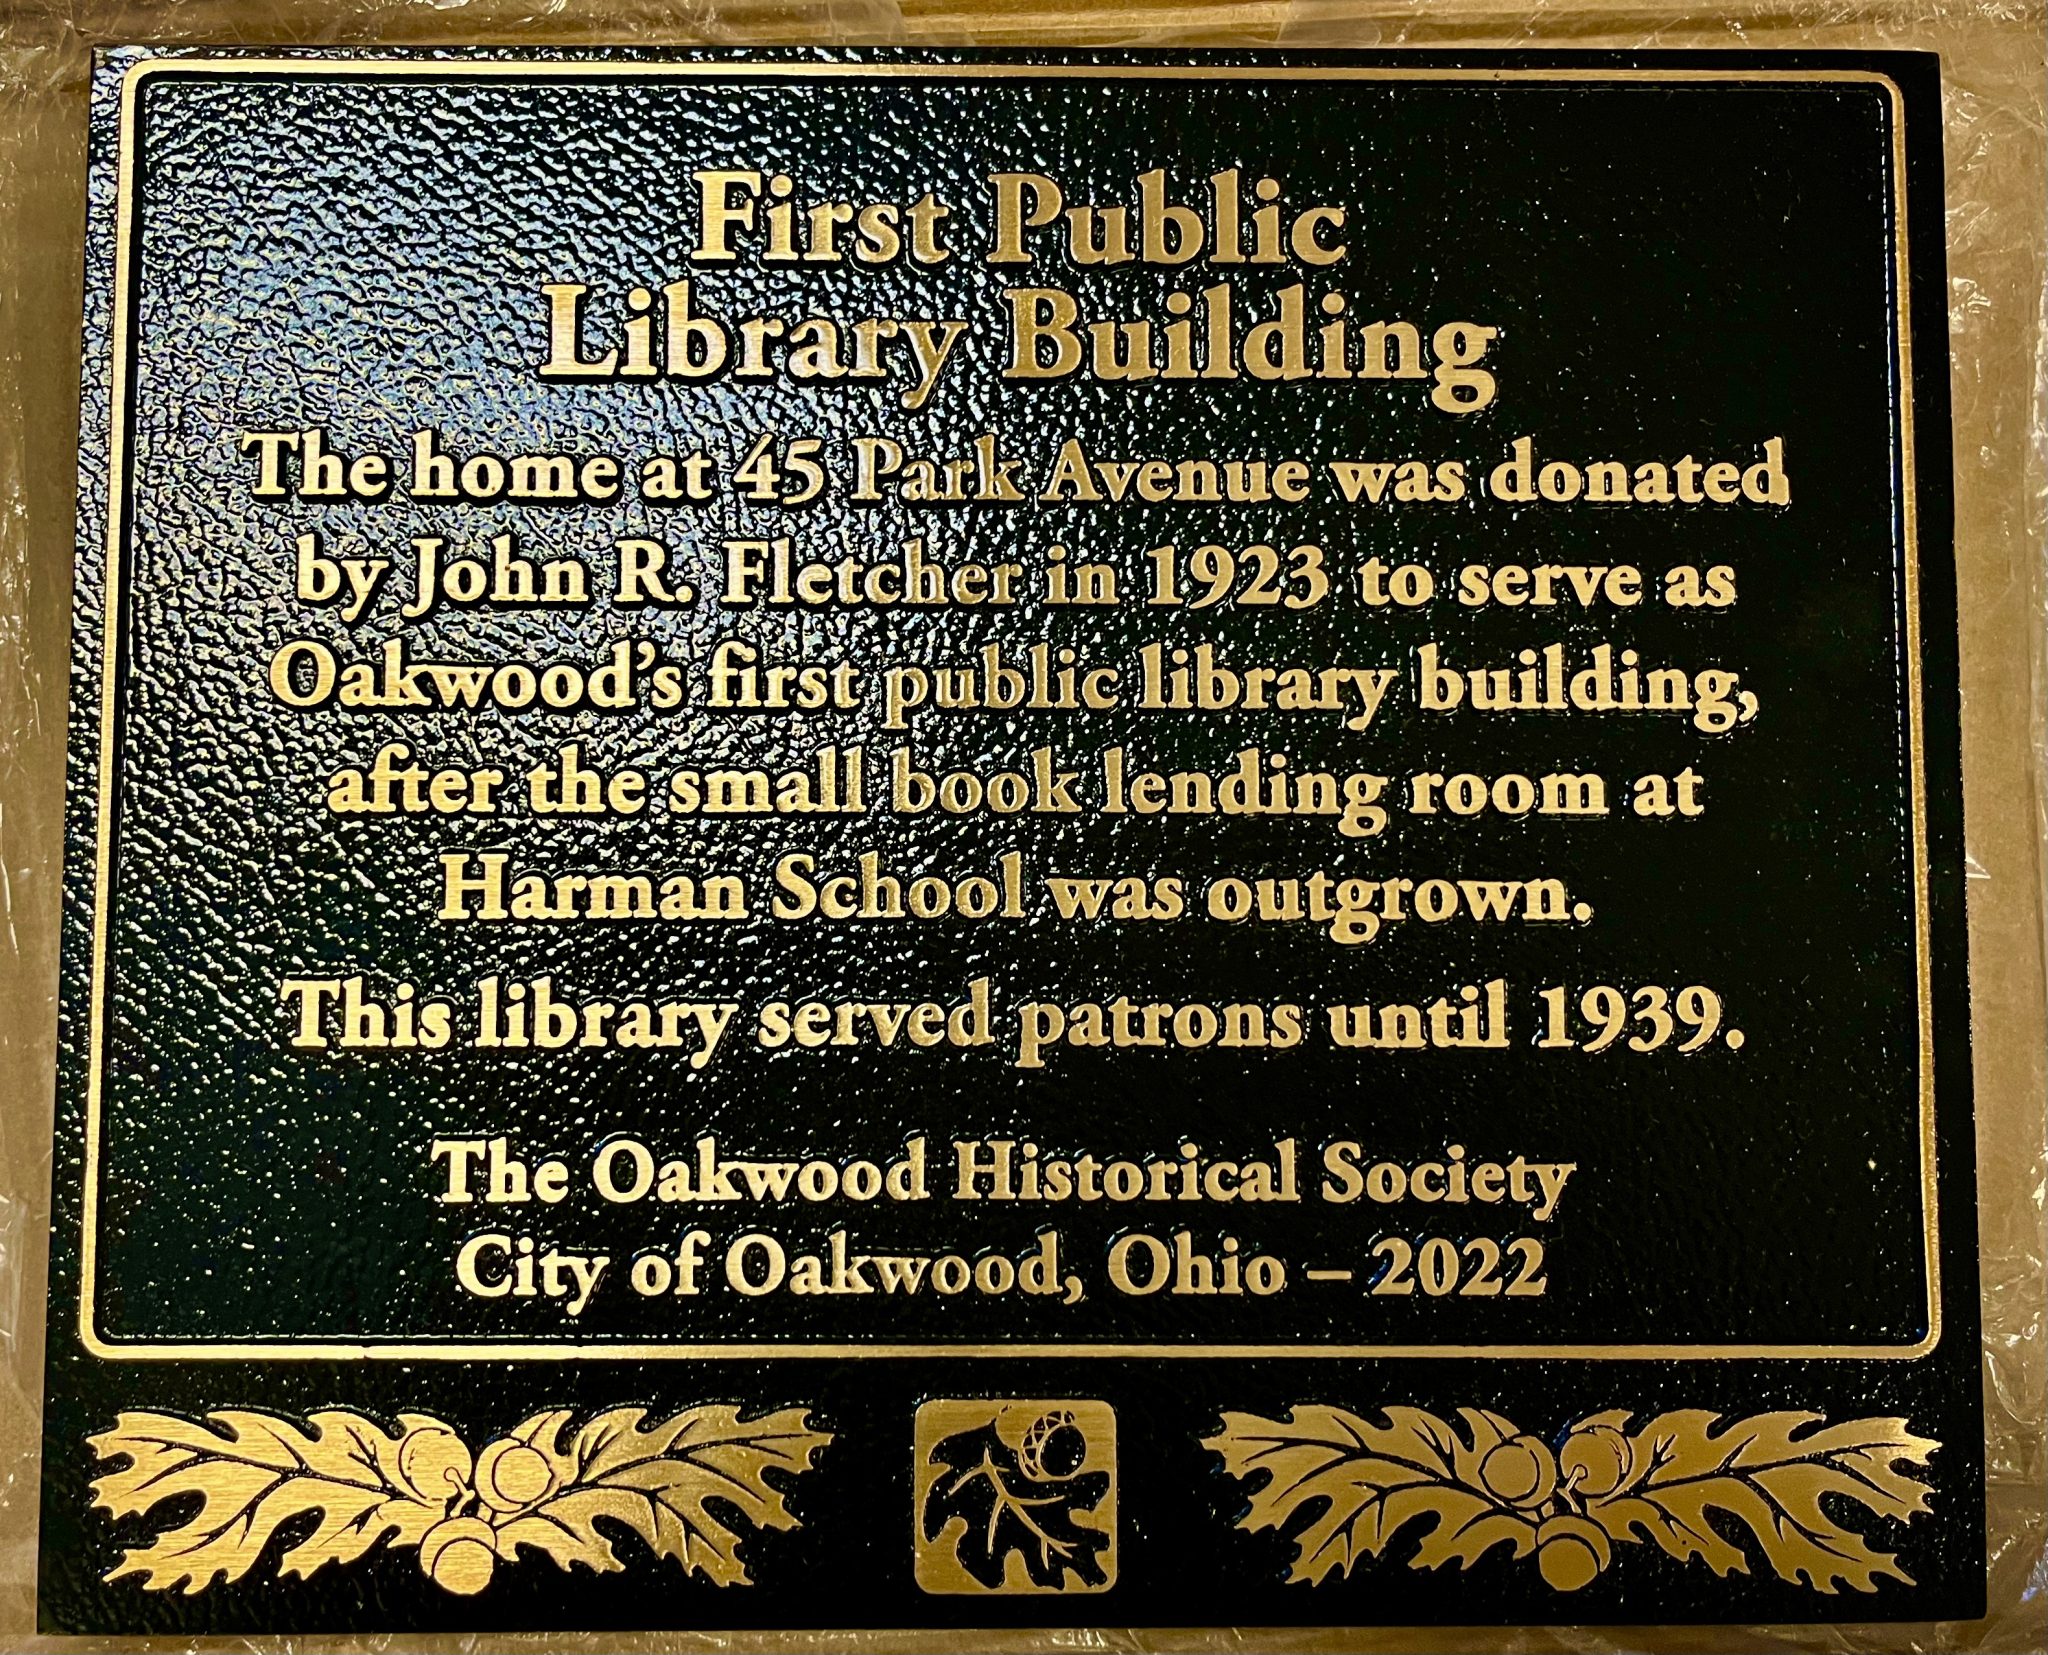 First Public
Library Building
The home at 45 Park Avenue was donated
by John R. Fletcher in 1923 to serve as
Oakwood’s first public library building,
after the small book lending room at
Harman School was outgrown.
This library served patrons until 1939.
The Oakwood Historical Society
City of Oakwood, Ohio – 2022